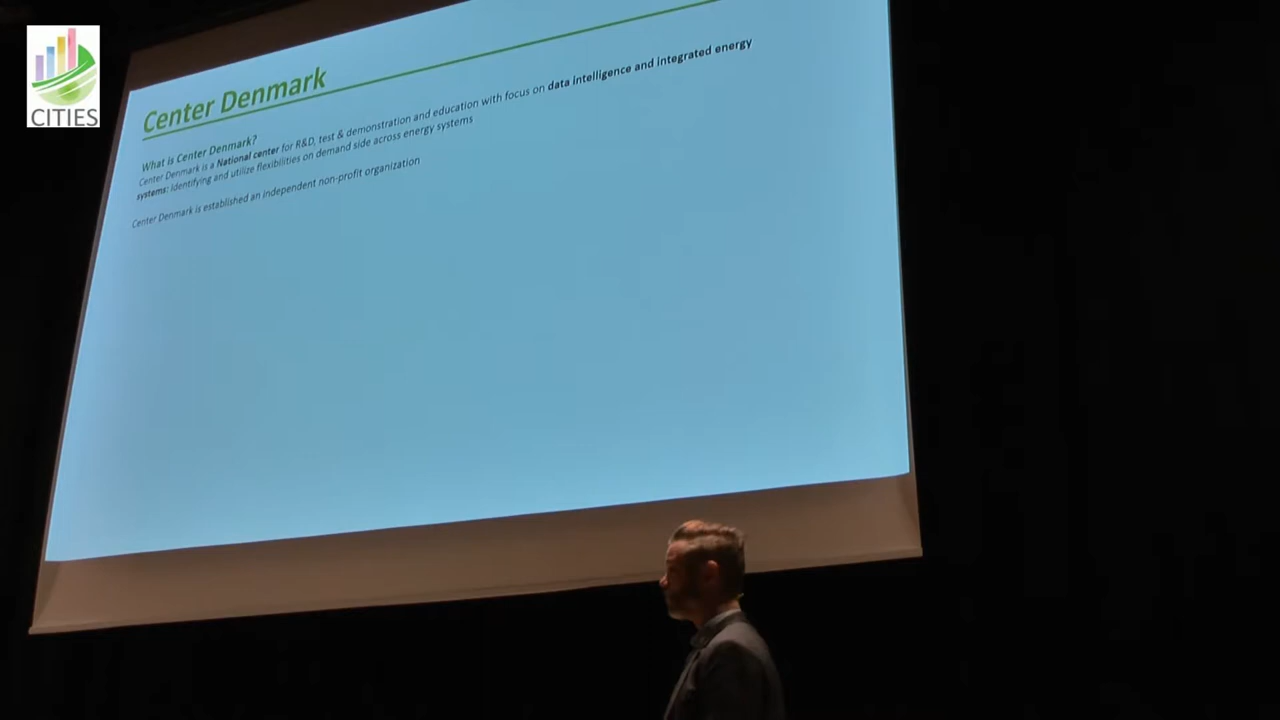 CITIES
Center Denmark
What is Center Denmark?
Center Denmark is a National center for R&D, test & demonstration and education with focus on data intelligence and integrated energy
systems: Identifying and utilize flexibilities on demand side across energy systems
Center Denmark is established an independent non-profit organization